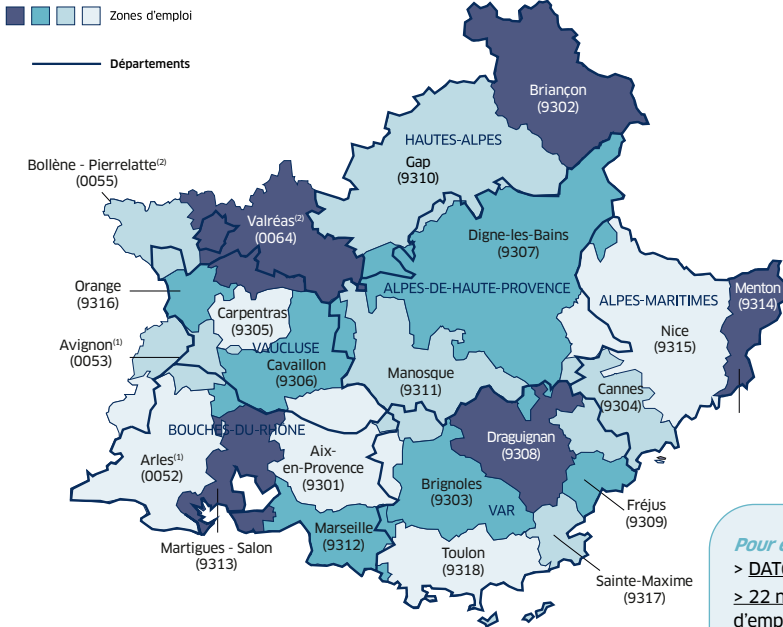 Zones d'emploi
Départements
Briançon
(9302)
HAUTES-ALPES
Gap
(9310)
Bollène - Pierrelatte(2)
(0055)
Valréas(2)
(0064)
Digne-les-Bains
(9307)
Orange
(9316)
ALPES-DE-HAUTE-PROVENCE
ALPES-MARITIMES
Menton
(9314)
Carpentras
(9305)
Nice
(9315)
Avignon(1)
(0053)
VAUCLUSE
Cavaillon
(9306)
Manosque
(9311)
Cannes
(9304)
BOUCHES-DU-RHÔNE
Draguignan
(9308)
Arles(1)
(0052)
Aix-
en-Provence
(9301)
Brignoles
(9303)
VAR
Fréjus
(9309)
Marseille
(9312)
Martigues - Salon
(9313)
Toulon
(9318)
Sainte-Maxime
(9317)
Pour
> 
> 22
d'emp